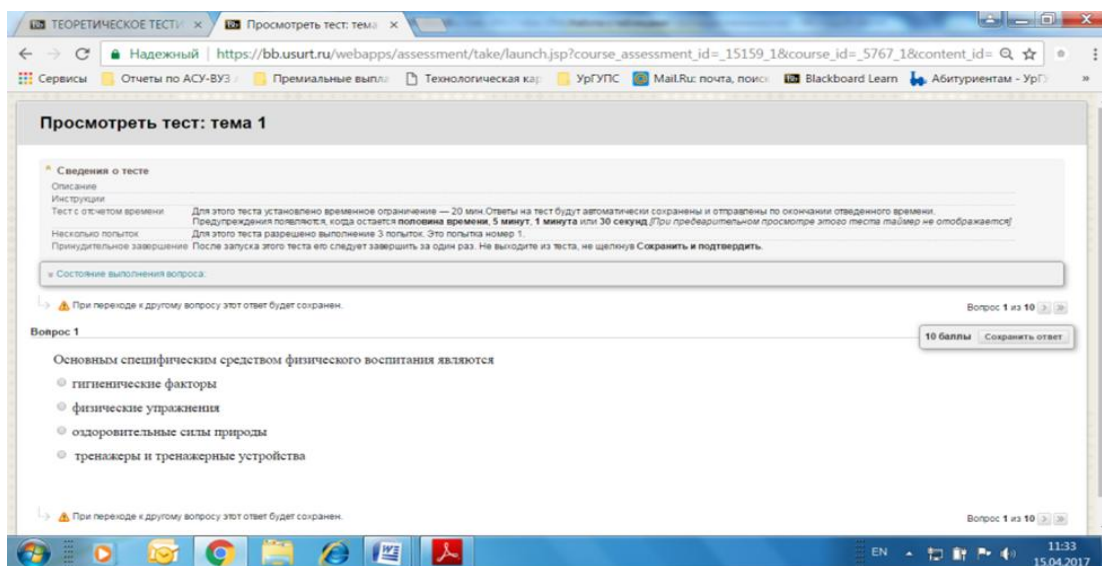 ТЕОРЕТИЧЕСКОЕ ТЕСТИ
Просмотреть тест: тема
Надежный | https://bb.usurt.ru/webapps/assessment/take/launch.jsp?course_assessment_id=_15159_1&course_id=_5767_1&content_id=
Сервисы Отчеты по АСУ-ВУЗ Премиальные выпла Технологическая кар УрГУПС Mail.Ru: почта, поиск Blackboard Learn Абитуриентам - УрГ
Просмотреть тест: тема 1
Сведения о тесте
Описание
Инструкции
Тест с отсчетом времени Для этого теста установлено временное ограничение — 20 мин.Ответы на тест будут автоматически сохранены и отправлены по окончании отведенного времени.
Предупреждения появляются, когда остается половина времени, 5 минут, 1 минута или 30 секунд.[При предварительном просмотре этого теста таймер не отображается]
Несколько попыток Для этого теста разрешено выполнение 3 попыток. Это попытка номер 1.
Принудительное завершение После запуска этого теста его следует завершить за один раз. Не выходите из теста, не щелкнув Сохранить и подтвердить.
Состояние выполнения вопроса:
При переходе к другому вопросу этот ответ будет сохранен.
Вопрос 1 из 10
Вопрос 1
10 баллы Сохранить ответ
Основным специфическим средством физического воспитания являются
гигиенические факторы
физические упражнения
оздоровительные силы природы
тренажеры и тренажерные устройства
При переходе к другому вопросу этот ответ будет сохранен.
Вопрос 1 из 10
EN
11:33
15.04.2017